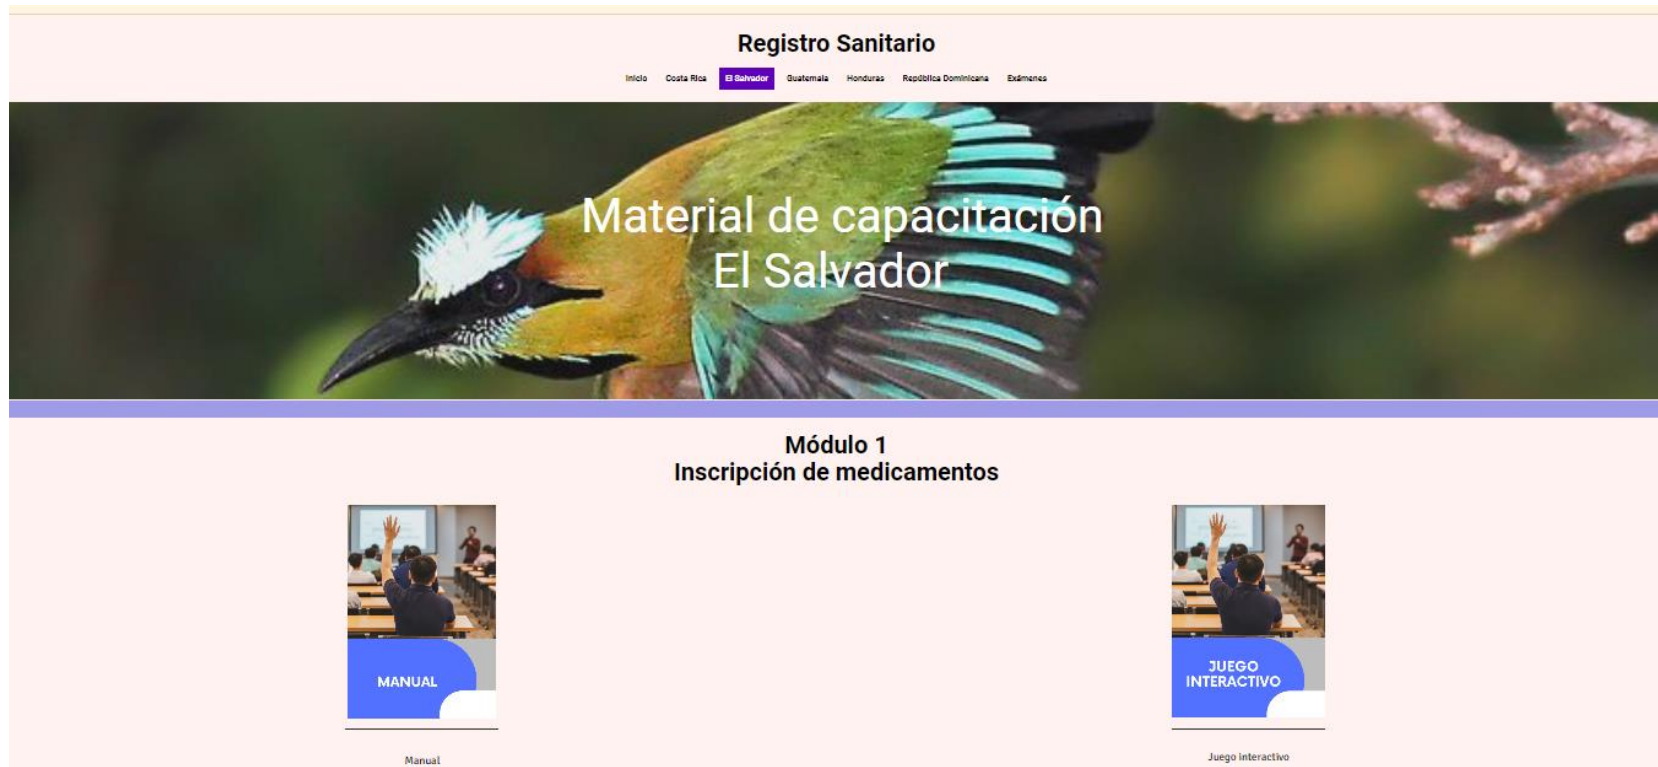 Registro Sanitario
Inicio Costa Rica El Salvador Guatemala Honduras República Dominicana Exámenes
Material de capacitación
El Salvador
Módulo 1
Inscripción de medicamentos
MANUAL
JUEGO
INTERACTIVO
Manual
Juego interactivo